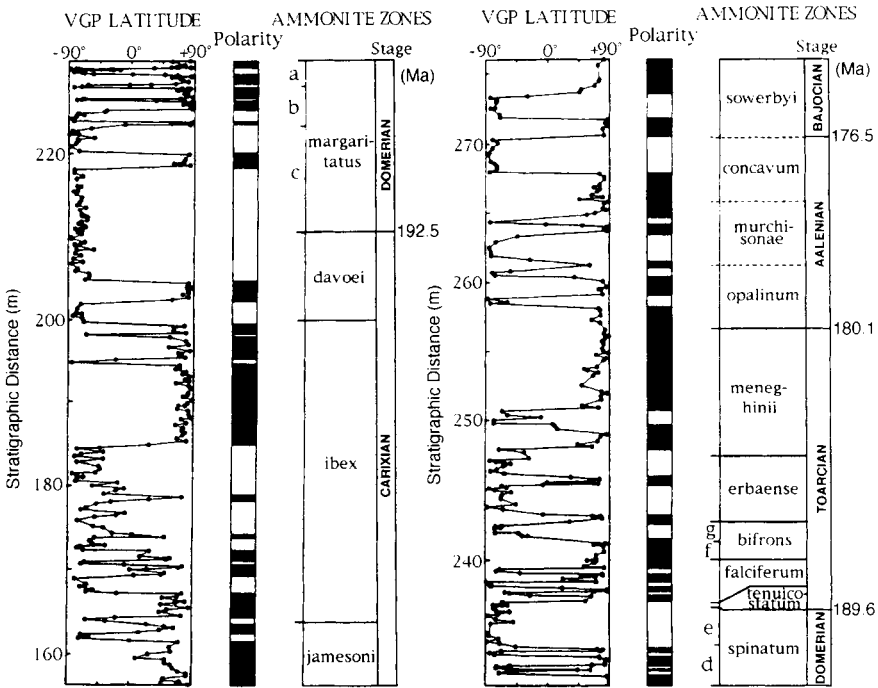 VGP LATITUDE
AMMONITE ZONES
Polarity
Stage
-90° 0° +90°
(Ma)
a
b
c
margari-
tatus
DOMERIAN
192.5
davoei
ibex
CARIXIAN
jamesoni
220
200
180
160
Stratigraphic Distance (m)
VGP LATITUDE
AMMONITE ZONES
Polarity
Stage
-90° 0° +90°
(Ma)
sowerbyi
BAJOCIAN
176.5
concavum
murchi-
sonae
AALENIAN
opalinum
180.1
meneg-
hinii
TOARCIAN
erbaense
g
f
bifrons
falciferum
tenuico-
statum
189.6
e
d
spinatum
DOMERIAN
270
260
250
240
Stratigraphic Distance (m)